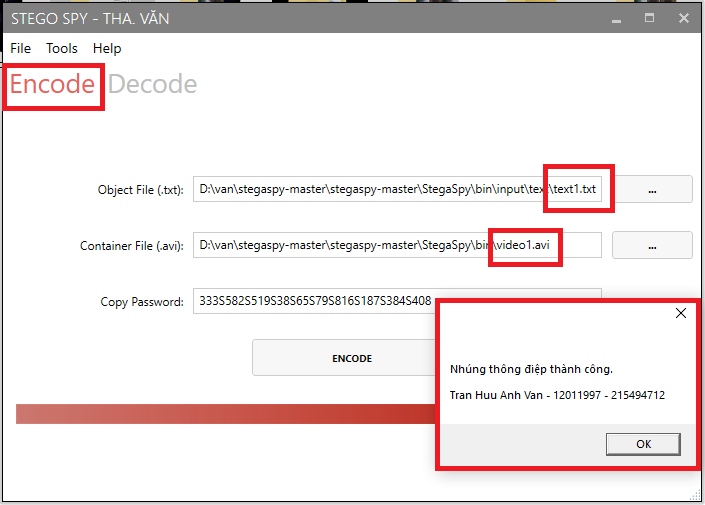 STEGO SPY - THA. VĂN
File Tools Help
Encode Decode
Object File (.txt): D:\van\stegaspy-master\stegaspy-master\StegaSpy\bin\input\text\text1.txt ...
Container File (.avi): D:\van\stegaspy-master\stegaspy-master\StegaSpy\bin\video1.avi ...
Copy Password: 333S582S519S38S65S79S816S187S384S408
ENCODE
Nhúng thông điệp thành công.
Tran Huu Anh Van - 12011997 - 215494712
OK